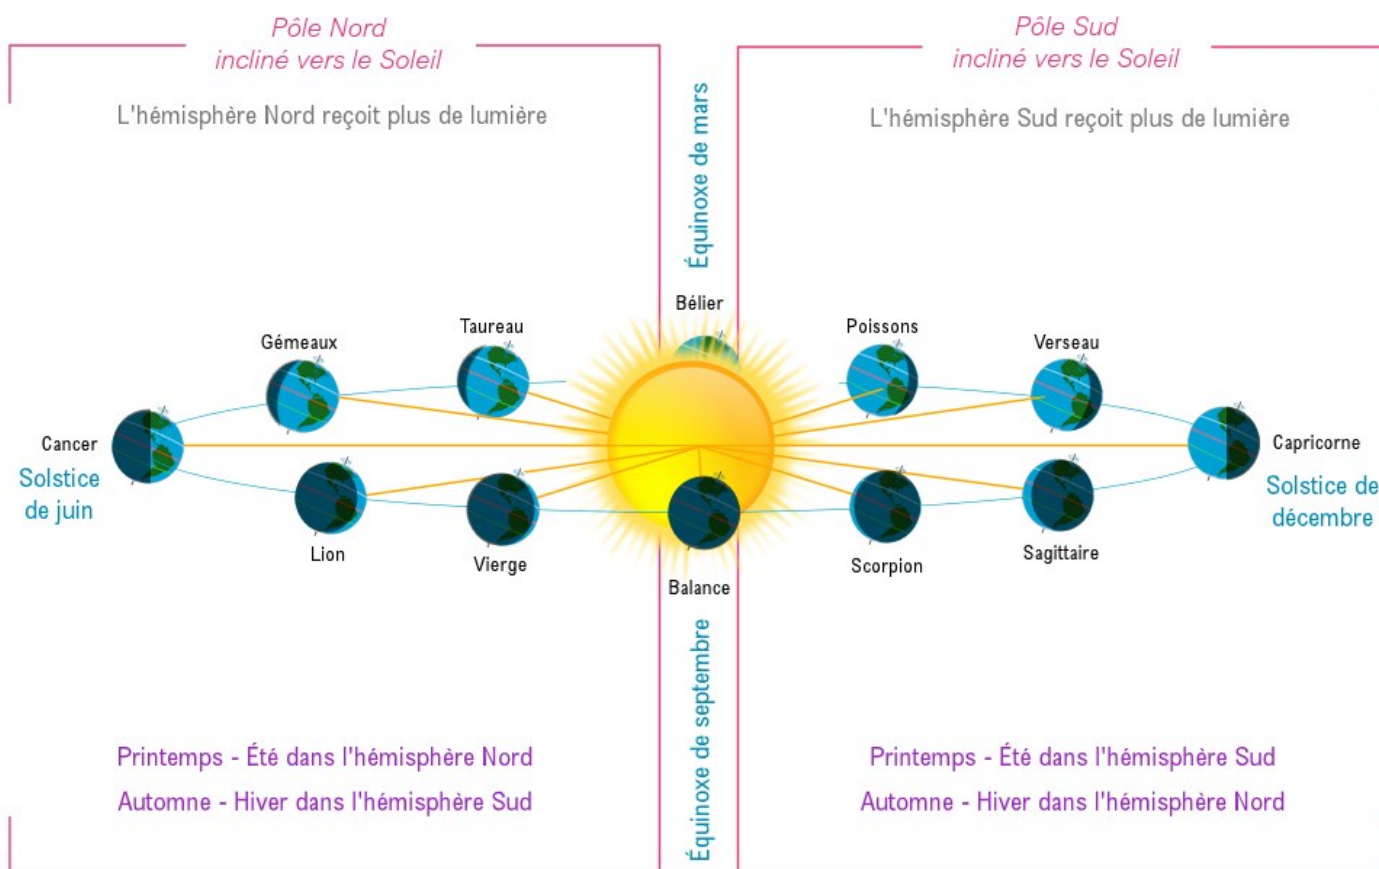 Pôle Nord
incliné vers le Soleil
L'hémisphère Nord reçoit plus de lumière
Équinoxe de mars
Pôle Sud
incliné vers le Soleil
L'hémisphère Sud reçoit plus de lumière
Bélier
Taureau
Gémeaux
Poissons
Verseau
Cancer
Solstice
de juin
Capricorne
Solstice de
décembre
Lion
Vierge
Balance
Scorpion
Sagittaire
Équinoxe de septembre
Printemps - Été dans l'hémisphère Nord
Automne - Hiver dans l'hémisphère Sud
Printemps - Été dans l'hémisphère Sud
Automne - Hiver dans l'hémisphère Nord